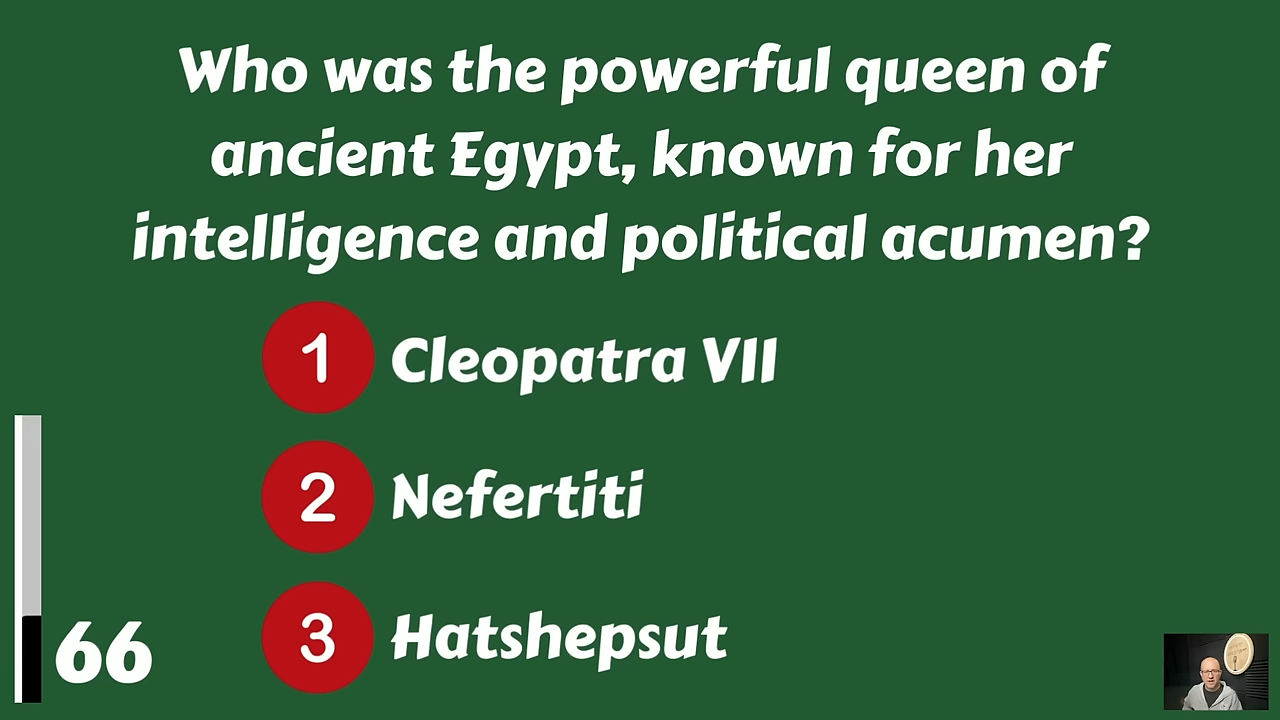 Who was the powerful queen of
ancient Egypt, known for her
intelligence and political acumen?
1 Cleopatra VII
2 Nefertiti
3 Hatshepsut
66